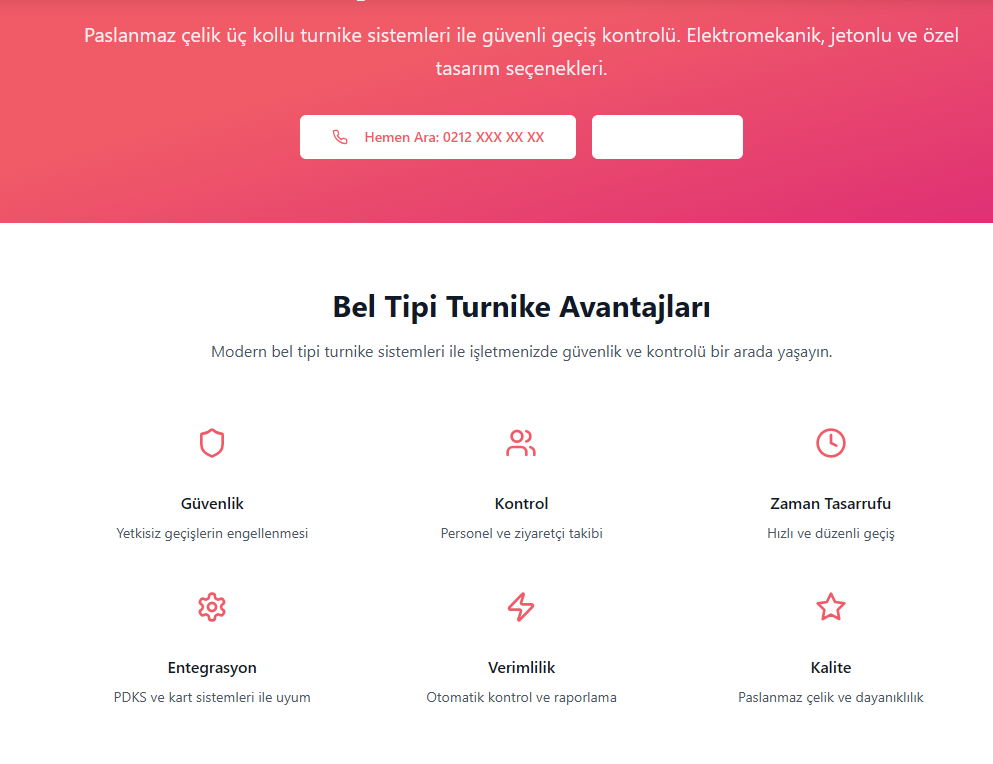 Paslanmaz çelik üç kollu turnike sistemleri ile güvenli geçiş kontrolü. Elektromekanik, jetonlu ve özel
tasarım seçenekleri.
Hemen Ara: 0212 XXX XX XX
Bel Tipi Turnike Avantajları
Modern bel tipi turnike sistemleri ile işletmenizde güvenlik ve kontrolü bir arada yaşayın.
Güvenlik
Kontrol
Zaman Tasarrufu
Yetkisiz geçişlerin engellenmesi
Personel ve ziyaretçi takibi
Hızlı ve düzenli geçiş
Entegrasyon
Verimlilik
Kalite
PDKS ve kart sistemleri ile uyum
Otomatik kontrol ve raporlama
Paslanmaz çelik ve dayanıklılık